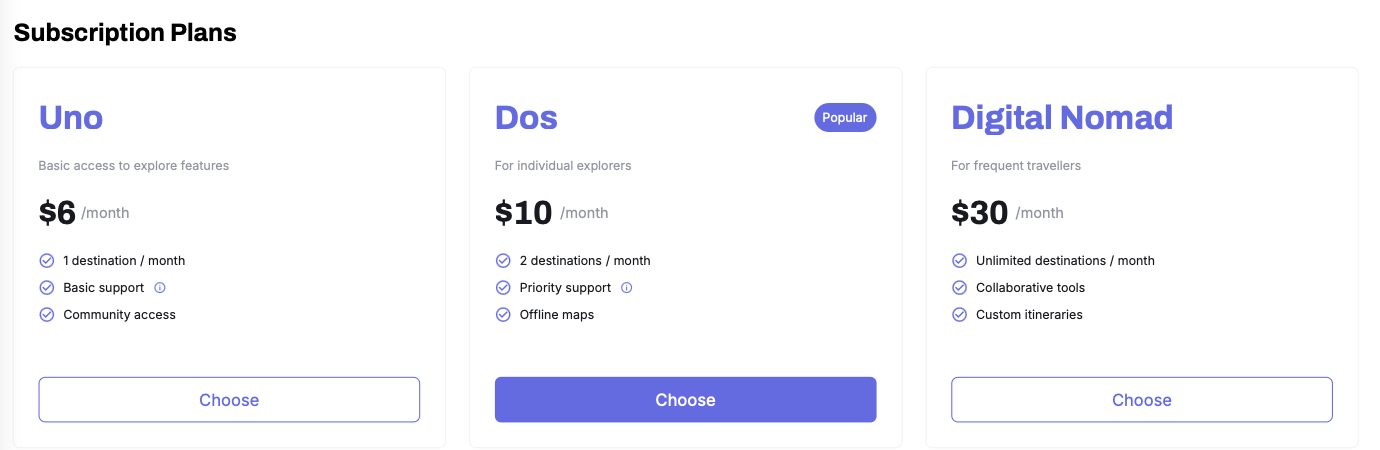 Subscription Plans
Uno
Basic access to explore features
$6 /month
1 destination / month
Basic support
Community access
Choose
Dos
Popular
For individual explorers
$10 /month
2 destinations / month
Priority support
Offline maps
Choose
Digital Nomad
For frequent travellers
$30 /month
Unlimited destinations / month
Collaborative tools
Custom itineraries
Choose